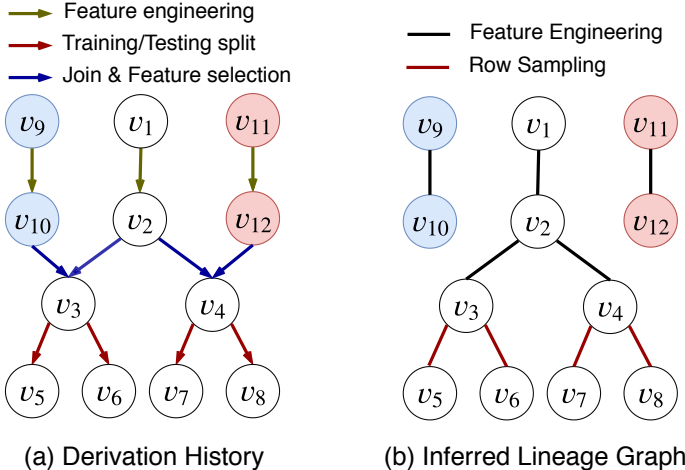 Feature engineering
Training/Testing split
Join & Feature selection
v9 v1 v11
v10 v2 v12
v3 v4
v5 v6 v7 v8
(a) Derivation History
Feature Engineering
Row Sampling
v9 v1 v11
v10 v2 v12
v3 v4
v5 v6 v7 v8
(b) Inferred Lineage Graph